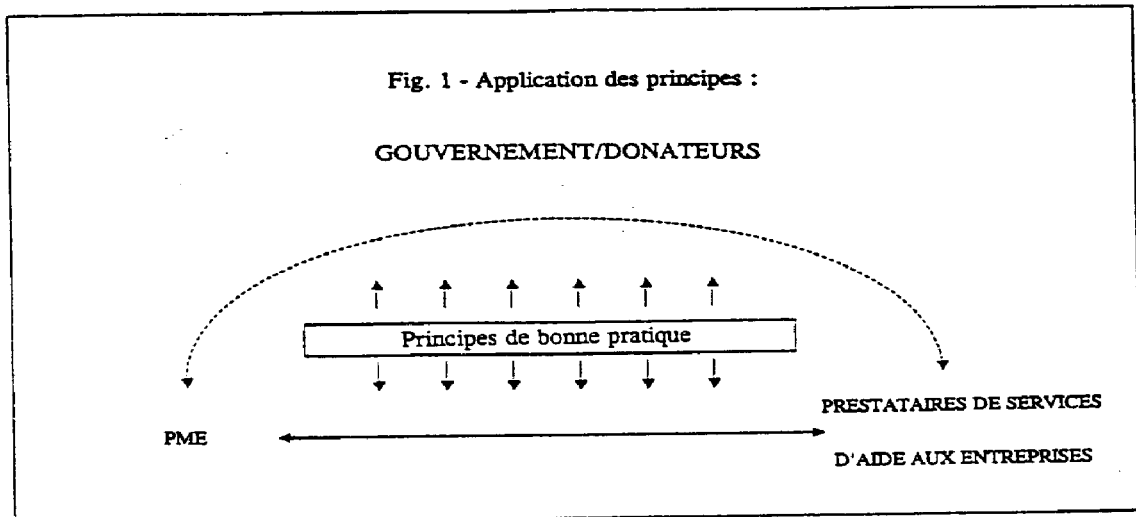 Fig. 1 - Application des principes :
GOUVERNEMENT/DONATEURS
Principes de bonne pratique
PME
PRESTATAIRES DE SERVICES
D'AIDE AUX ENTREPRISES